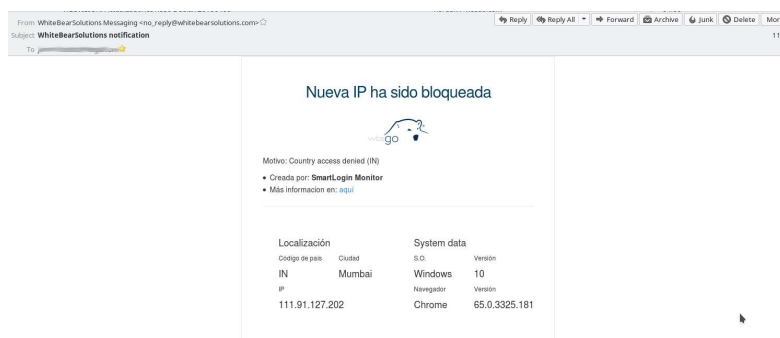 From WhiteBearSolutions Messaging <no_reply@whitebearsolutions.com>
Reply Reply All Forward Archive Junk Delete Mor
Subject WhiteBearSolutions notification
11
To
Nueva IP ha sido bloqueada
wbsgo
Motivo: Country access denied (IN)
• Creada por: SmartLogin Monitor
• Más informacion en: aquí
Localización System data
Código de país Ciudad S.O. Versión
IN Mumbai Windows 10
IP Navegador Versión
111.91.127.202 Chrome 65.0.3325.181